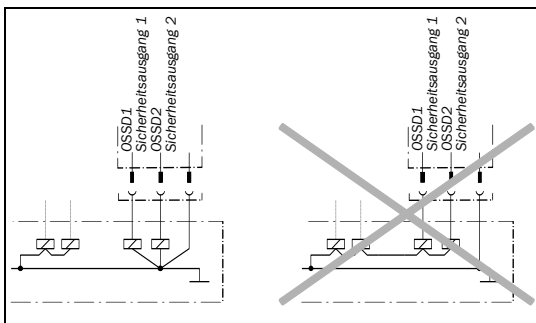 OSSD1
Sicherheitsausgang 1
OSSD2
Sicherheitsausgang 2
OSSD1
Sicherheitsausgang 1
OSSD2
Sicherheitsausgang 2